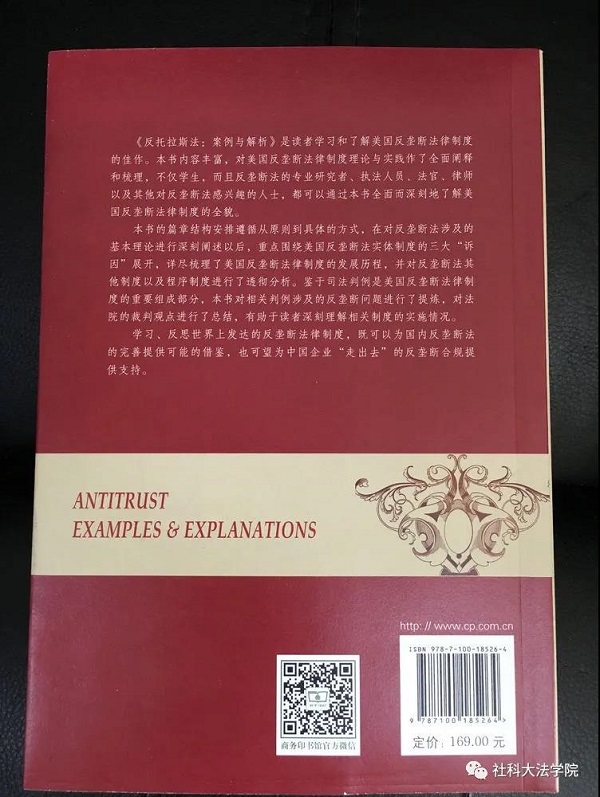 《反托拉斯法：案例与解析》是读者学习和了解美国反垄断法律制度
的佳作。本书内容丰富，对美国反垄断法律制度理论与实践作了全面阐释
和梳理，不仅学生，而且反垄断法的专业研究者、执法人员、法官、律师
以及其他对反垄断法感兴趣的人士，都可以通过本书全面而深刻地了解美
国反垄断法律制度的全貌。
本书的篇章结构安排遵循从原则到具体的方式，在对反垄断法涉及的
基本理论进行深刻阐述以后，重点围绕美国反垄断法实体制度的三大“诉
因”展开，详尽梳理了美国反垄断法律制度的发展历程，并对反垄断法其
他制度以及程序制度进行了透彻分析。鉴于司法判例是美国反垄断法律制
度的重要组成部分，本书对相关判例涉及的反垄断问题进行了提炼，对法
院的裁判观点进行了总结，有助于读者深刻理解相关制度的实施情况。
学习、反思世界上发达的反垄断法律制度，既可以为国内反垄断法
的完善提供可能的借鉴，也可望为中国企业“走出去”的反垄断合规提
供支持。
ANTITRUST
EXAMPLES & EXPLANATIONS
http://www.cp.com.cn
ISBN 978-7-100-18526-4
9 787100 185264 >
定价：169.00 元
商务印书馆官方微信
社科大法学院